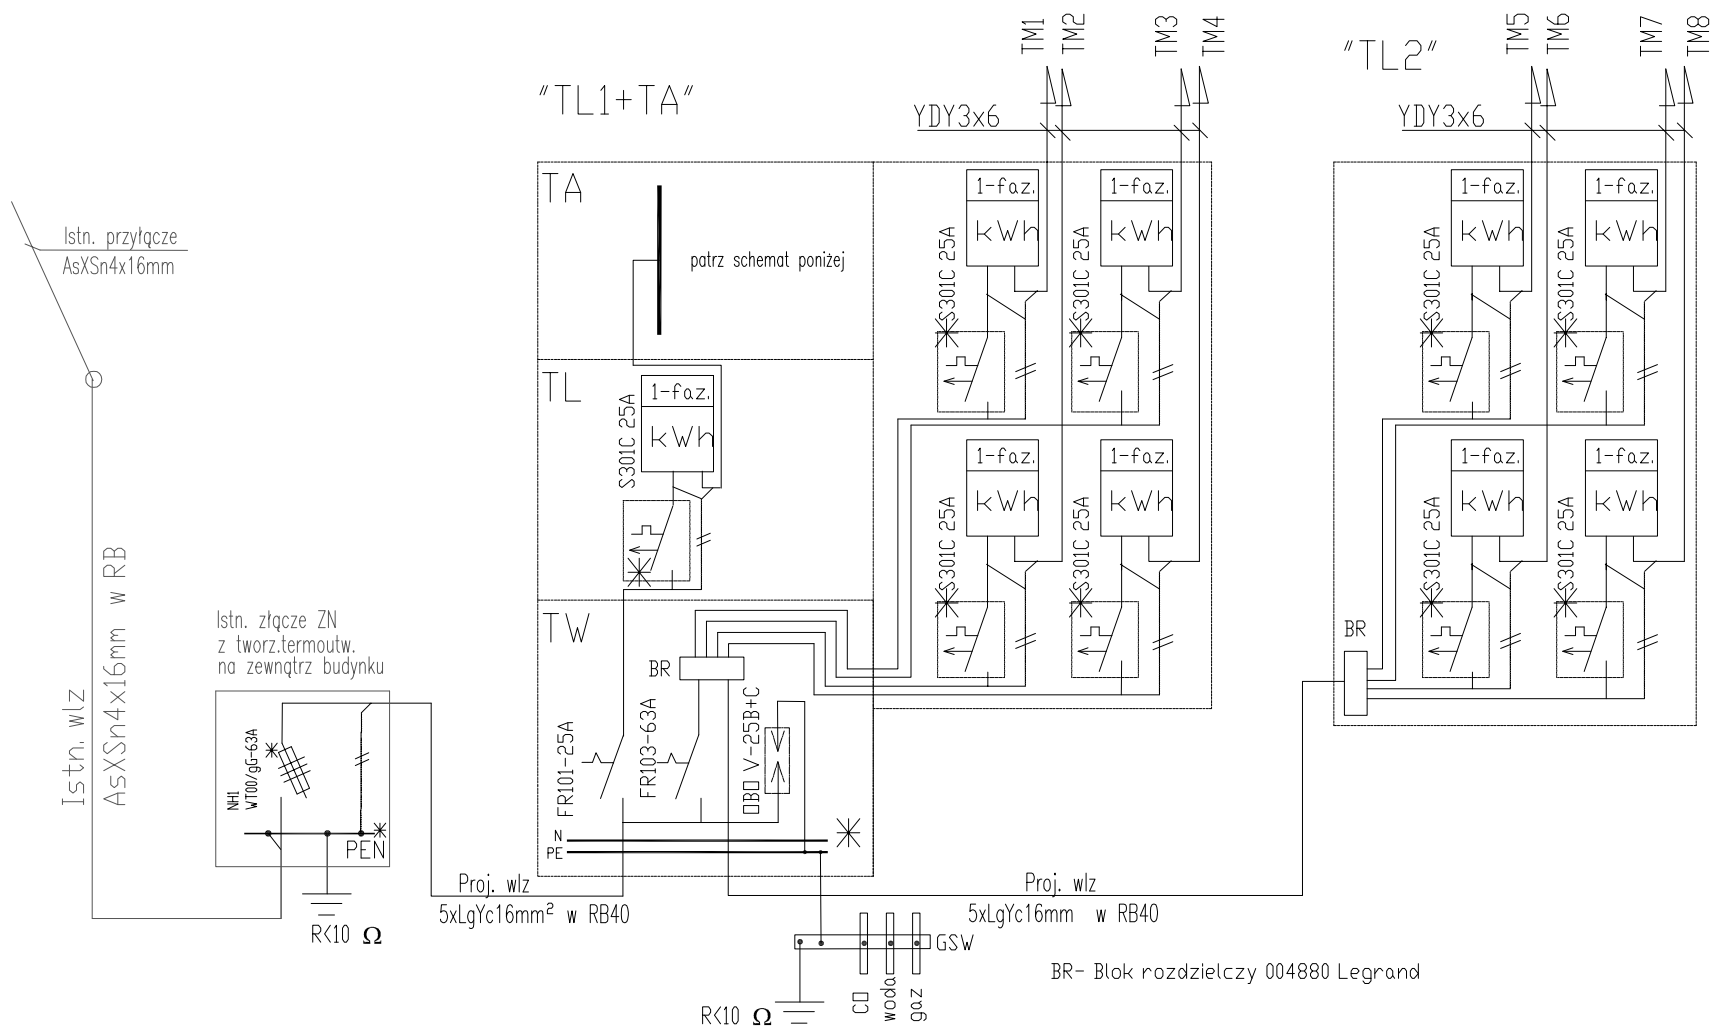 "TL1+TA"
"TL2"
TM1
TM2
TM3
TM4
TM5
TM6
TM7
TM8
YDY3x6
YDY3x6
Istn. przyłącze
AsXSn4x16mm
Istn. wlz
AsXSn4x16mm w RB
Istn. złącze ZN
z tworz.termoutw.
na zewnątrz budynku
NH1
WT00/gG-63A
PEN
R<10 Ω
TA
patrz schemat poniżej
TL
1-faz.
kWh
S301C 25A
TW
BR
FR101-25A
FR103-63A
OBO V-25B+C
N
PE
1-faz.
kWh
S301C 25A
1-faz.
kWh
S301C 25A
1-faz.
kWh
S301C 25A
1-faz.
kWh
S301C 25A
1-faz.
kWh
S301C 25A
1-faz.
kWh
S301C 25A
1-faz.
kWh
S301C 25A
1-faz.
kWh
S301C 25A
BR
Proj. wlz
5xLgYc16mm² w RB40
Proj. wlz
5xLgYc16mm w RB40
GSW
CO
woda
gaz
R<10 Ω
BR- Blok rozdzielczy 004880 Legrand